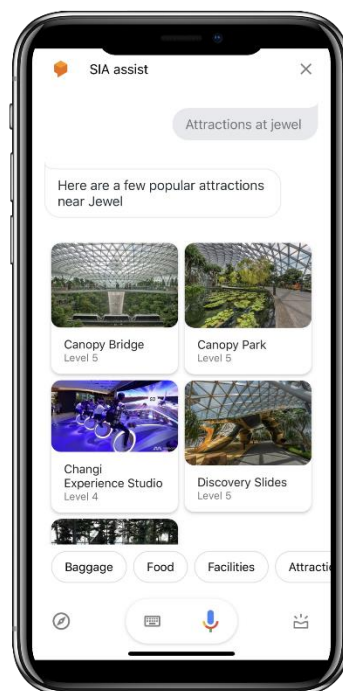 SIA assist
Attractions at jewel
Here are a few popular attractions
near Jewel
Canopy Bridge
Level 5
Canopy Park
Level 5
Changi
Experience Studio
Level 4
Discovery Slides
Level 5
Baggage
Food
Facilities
Attracti